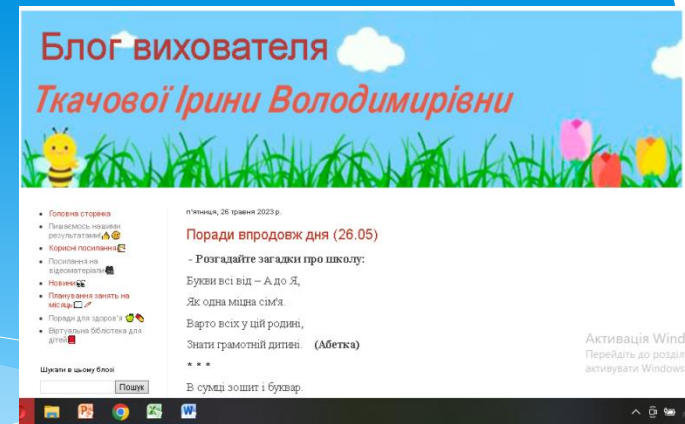 Блог вихователя
Ткачової Ірини Володимирівни
Головна сторінка
Пишаємось нашими
результатами!
Корисні посилання
Посилання на
відеоматеріали
Новини
Планування занять на
місяць
Поради для здоров'я
Віртуальна бібліотека для
дітей
Шукати в цьому блозі
Пошук
п'ятниця, 26 травня 2023 р.
Поради впродовж дня (26.05)
- Розгадайте загадки про школу:
Букви всі від – А до Я,
Як одна міцна сім'я.
Варто всіх у цій родині,
Знати грамотній дитині. (Абетка)
* * *
В сумці зошит і буквар.
Активація Wind
Перейдіть до розділ
активувати Windows